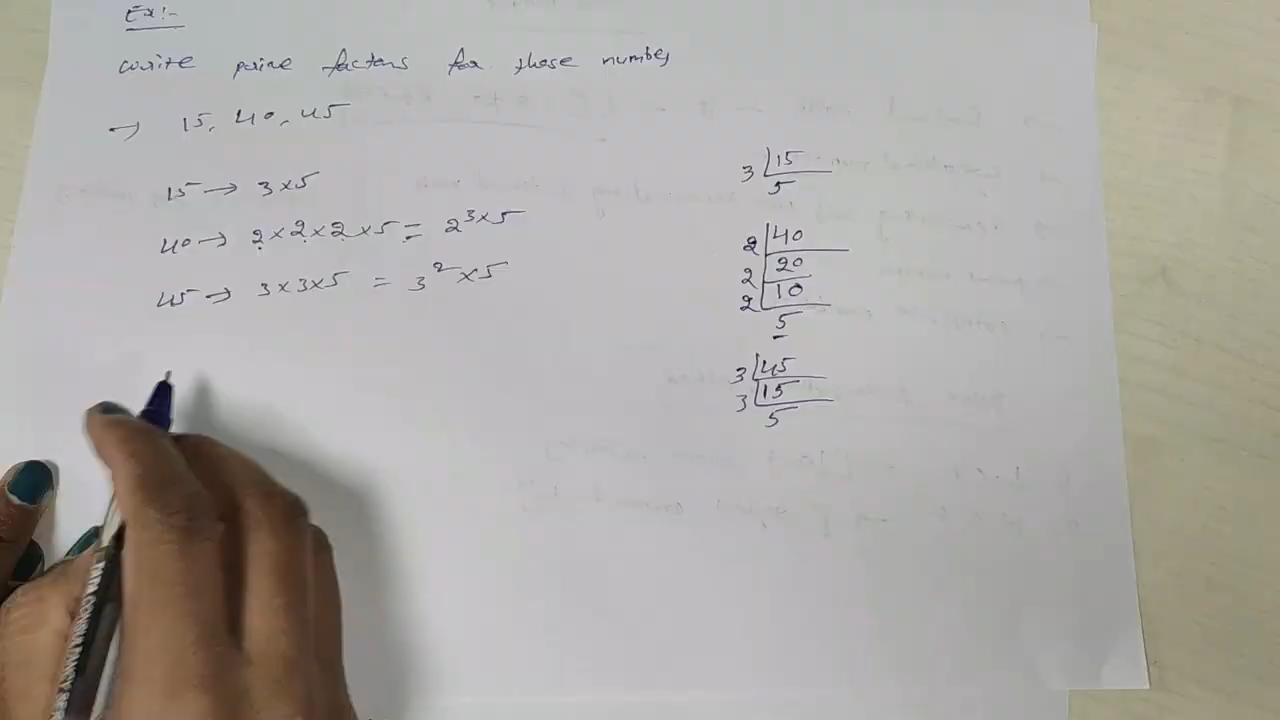 Ex:-
write prime factors for these number
→ 15, 40, 45
15 → 3 x 5
40 → 2 x 2 x 2 x 5 = 2³ x 5
45 → 3 x 3 x 5 = 3² x 5
3 | 15
5
2 | 40
2 | 20
2 | 10
5
3 | 45
3 | 15
5